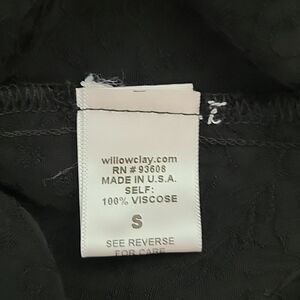 willowclay.com
RN # 93608
MADE IN U.S.A.
SELF:
100% VISCOSE
S
SEE REVERSE
FOR CARE